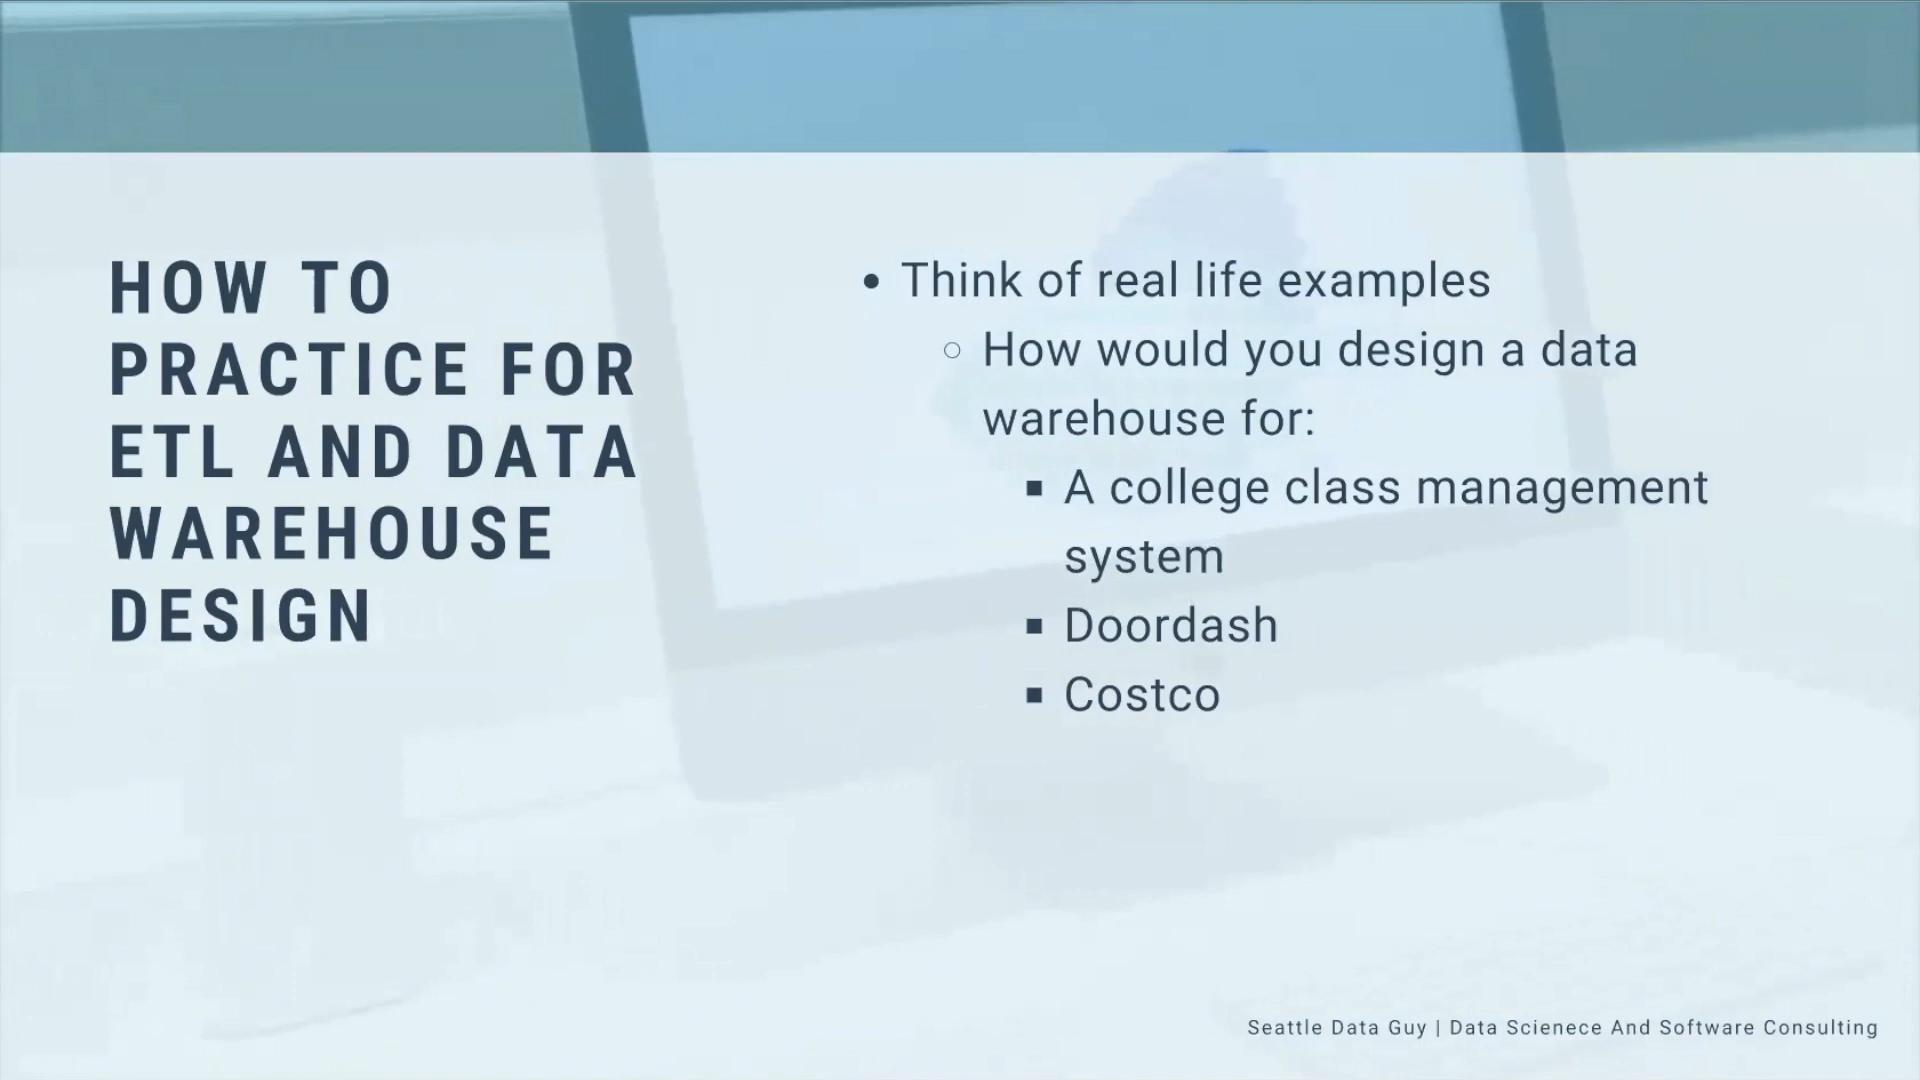 HOW TO
PRACTICE FOR
ETL AND DATA
WAREHOUSE
DESIGN
• Think of real life examples
○ How would you design a data
warehouse for:
▪ A college class management
system
▪ Doordash
▪ Costco
Seattle Data Guy | Data Scienece And Software Consulting